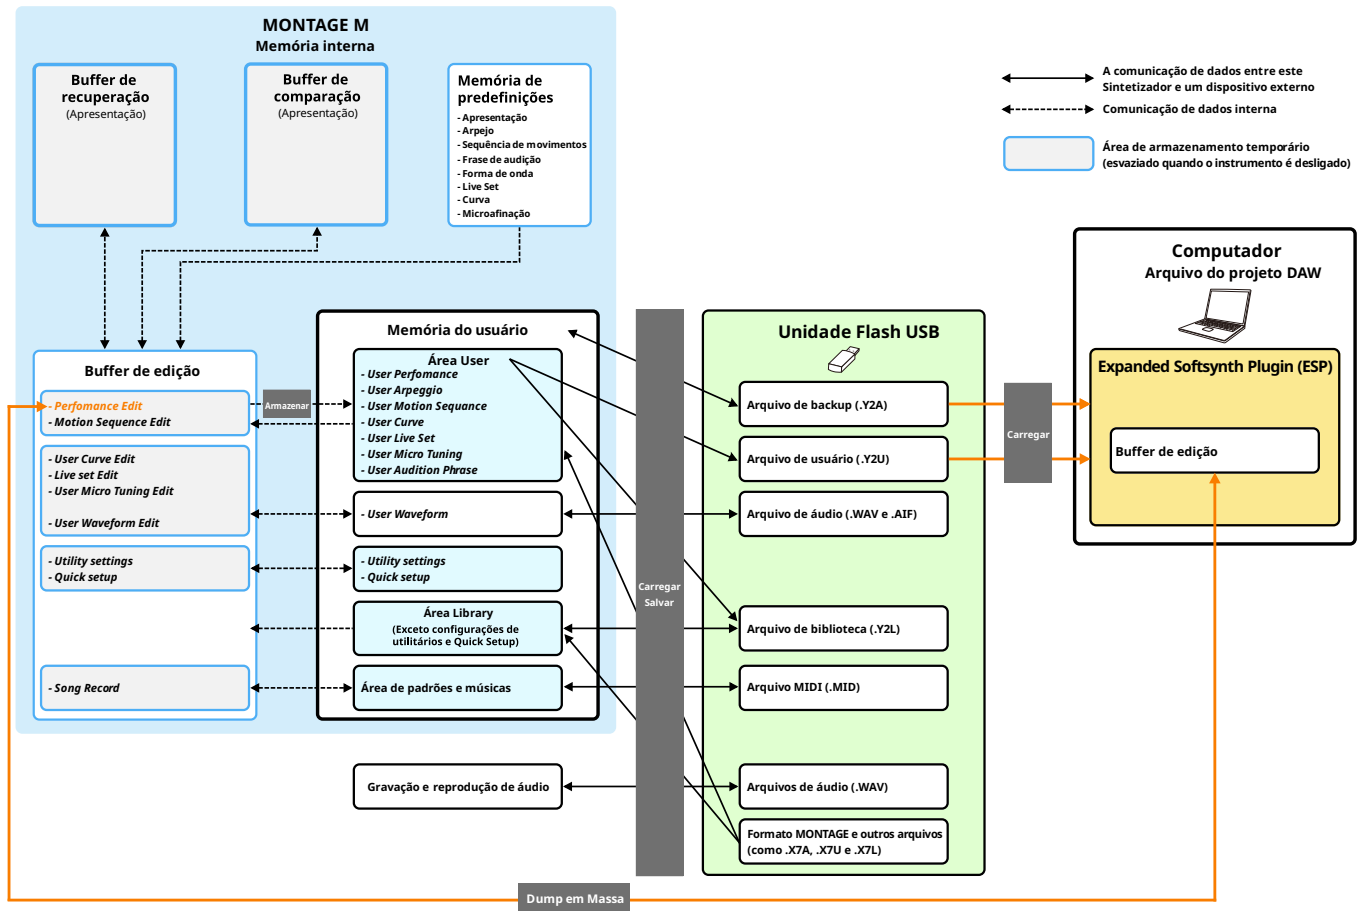 MONTAGE M
Memória interna
Buffer de
recuperação
(Apresentação)
Buffer de
comparação
(Apresentação)
Memória de
predefinições
- Apresentação
- Arpejo
- Sequência de movimentos
- Frase de audição
- Forma de onda
- Live Set
- Curva
- Microafinação
A comunicação de dados entre este
Sintetizador e um dispositivo externo
Comunicação de dados interna
Área de armazenamento temporário
(esvaziado quando o instrumento é desligado)
Buffer de edição
- Perfomance Edit
- Motion Sequence Edit
- User Curve Edit
- Live set Edit
- User Micro Tuning Edit
- User Waveform Edit
- Utility settings
- Quick setup
- Song Record
Armazenar
Memória do usuário
Área User
- User Perfomance
- User Arpeggio
- User Motion Sequance
- User Curve
- User Live Set
- User Micro Tuning
- User Audition Phrase
- User Waveform
- Utility settings
- Quick setup
Área Library
(Exceto configurações de
utilitários e Quick Setup)
Área de padrões e músicas
Gravação e reprodução de áudio
Carregar
Salvar
Unidade Flash USB
Arquivo de backup (.Y2A)
Arquivo de usuário (.Y2U)
Arquivo de áudio (.WAV e .AIF)
Arquivo de biblioteca (.Y2L)
Arquivo MIDI (.MID)
Arquivos de áudio (.WAV)
Formato MONTAGE e outros arquivos
(como .X7A, .X7U e .X7L)
Carregar
Computador
Arquivo do projeto DAW
Expanded Softsynth Plugin (ESP)
Buffer de edição
Dump em Massa